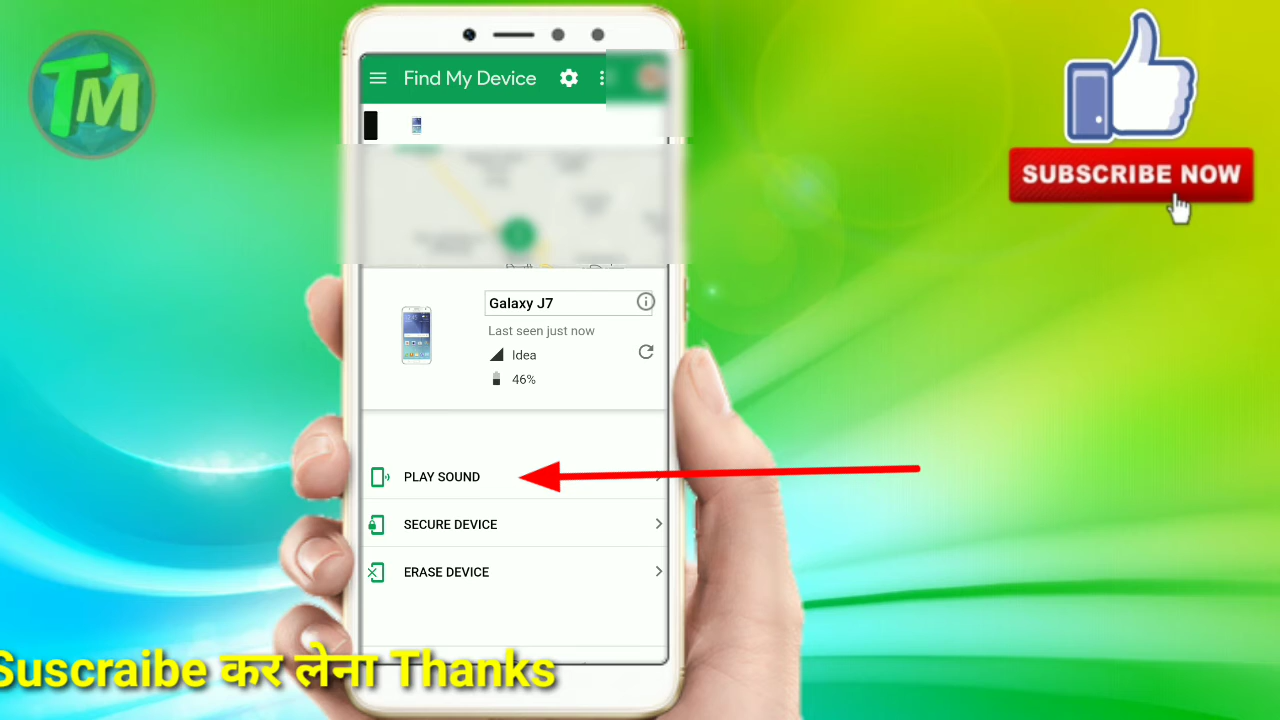 TM
SUBSCRIBE NOW
Find My Device
Galaxy J7
Last seen just now
Idea
46%
PLAY SOUND
SECURE DEVICE
ERASE DEVICE
Suscraibe कर लेना Thanks